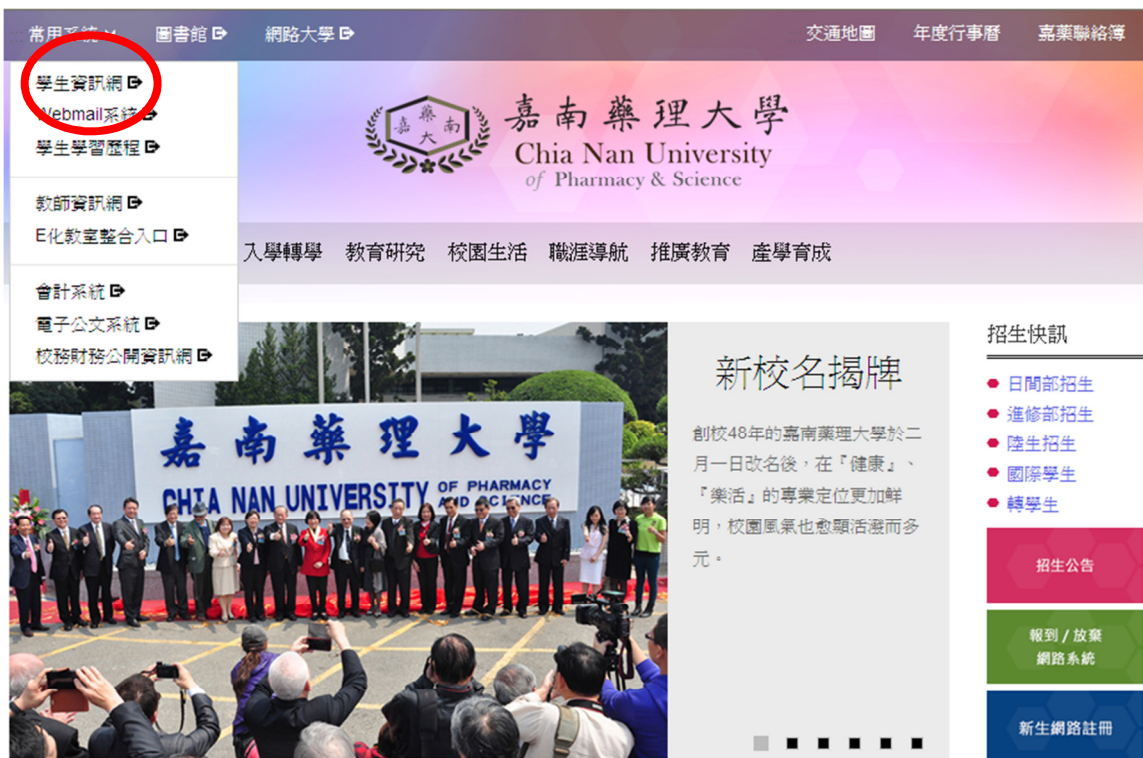 常用系統
圖書館
網路大學
交通地圖
年度行事曆
嘉藥聯絡簿
學生資訊網
Webmail系統
學生學習歷程
教師資訊網
E化教室整合入口
會計系統
電子公文系統
校務財務公開資訊網
嘉藥南大
嘉南藥理大學
Chia Nan University
of Pharmacy & Science
入學轉學 教育研究 校園生活 職涯導航 推廣教育 產學育成
嘉南藥理大學
CHIA NAN UNIVERSITY OF PHARMACY
AND SCIENCE
新校名揭牌
創校48年的嘉南藥理大學於二
月一日改名後,在『健康』、
『樂活』的專業定位更加鮮
明,校園風氣也愈顯活潑而多
元。
招生快訊
日間部招生
進修部招生
陸生招生
國際學生
轉學生
招生公告
報到 / 放棄
網路系統
新生網路註冊